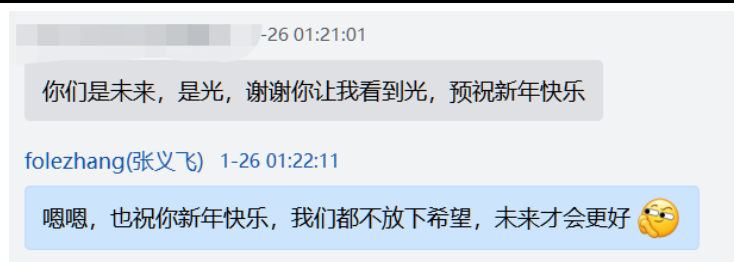 -26 01:21:01
你们是未来，是光，谢谢你让我看到光，预祝新年快乐
folezhang(张义飞) 1-26 01:22:11
嗯嗯，也祝你新年快乐，我们都不放下希望，未来才会更好